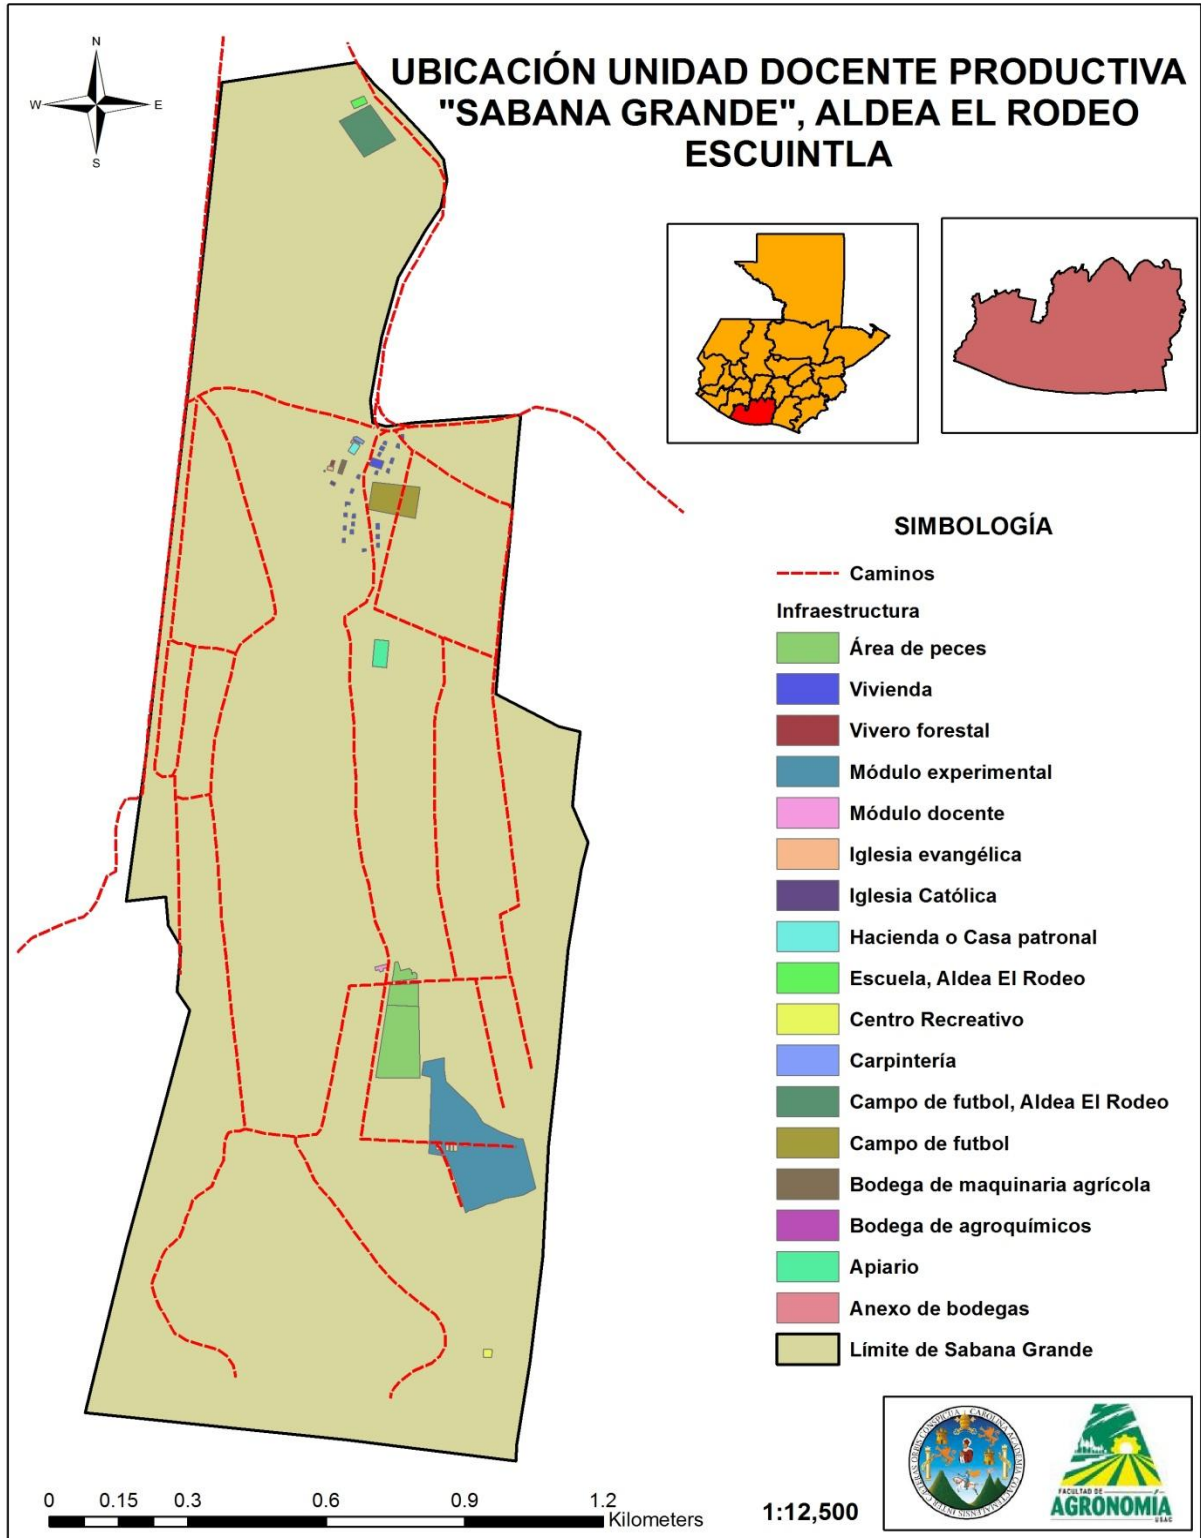 UBICACIÓN UNIDAD DOCENTE PRODUCTIVA
"SABANA GRANDE", ALDEA EL RODEO
ESCUINTLA
N
W
E
S
SIMBOLOGÍA
Caminos
Infraestructura
Área de peces
Vivienda
Vivero forestal
Módulo experimental
Módulo docente
Iglesia evangélica
Iglesia Católica
Hacienda o Casa patronal
Escuela, Aldea El Rodeo
Centro Recreativo
Carpintería
Campo de futbol, Aldea El Rodeo
Campo de futbol
Bodega de maquinaria agrícola
Bodega de agroquímicos
Apiario
Anexo de bodegas
Límite de Sabana Grande
0 0.15 0.3 0.6 0.9 1.2
Kilometers
1:12,500
FACULTAD DE
AGRONOMÍA
USAC